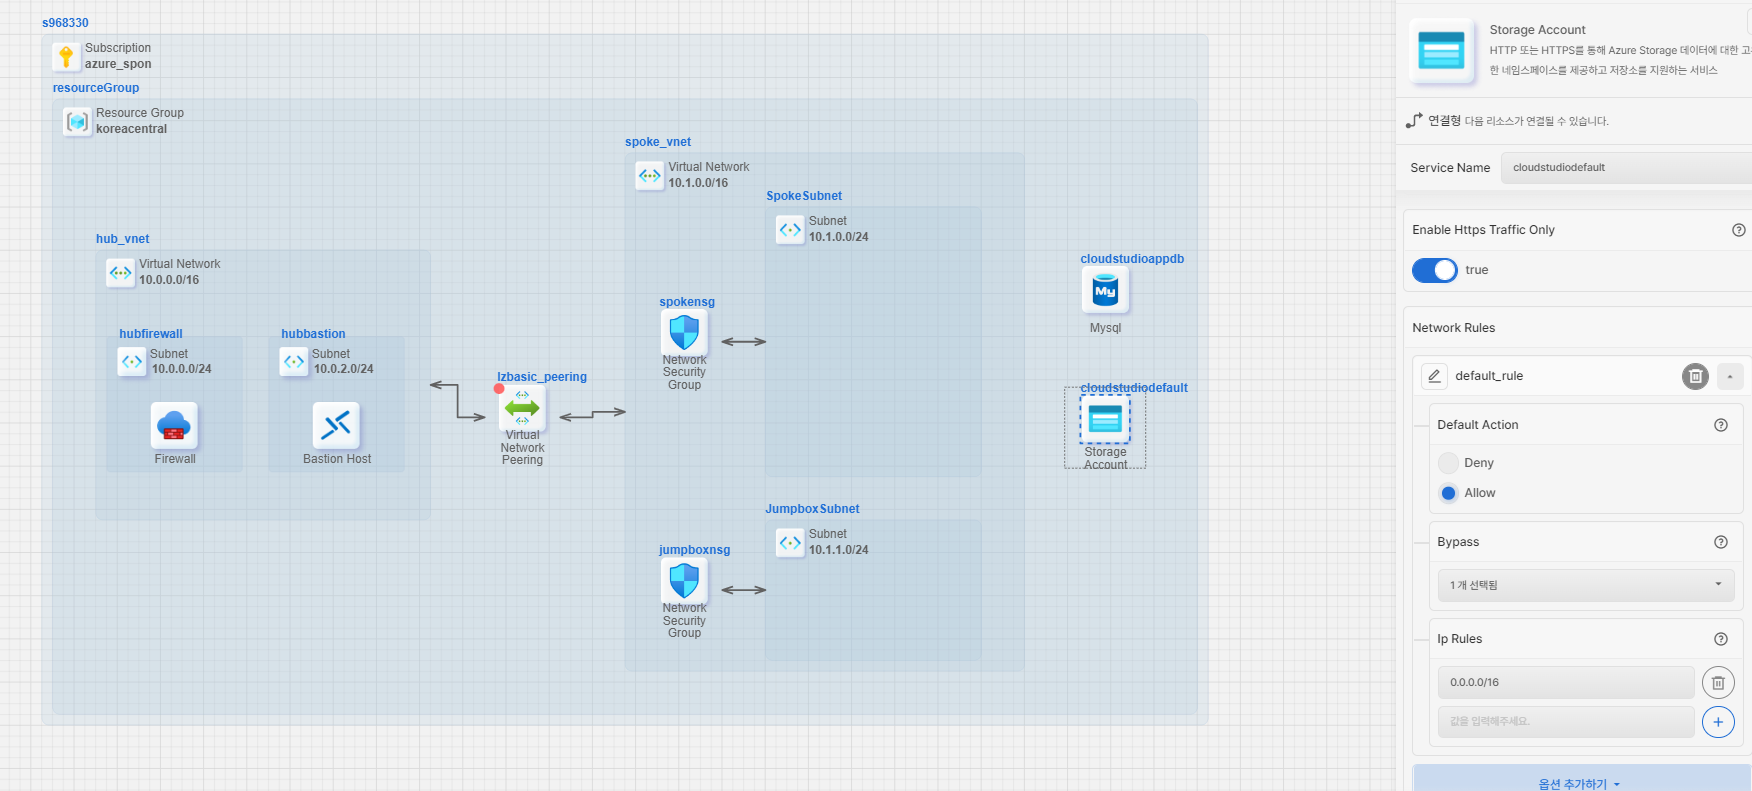 s968330
Subscription
azure_spon
resourceGroup
Resource Group
koreacentral
hub_vnet
Virtual Network
10.0.0.0/16
hubfirewall
Subnet
10.0.0.0/24
Firewall
hubbastion
Subnet
10.0.2.0/24
Bastion Host
lzbasic_peering
Virtual
Network
Peering
spoke_vnet
Virtual Network
10.1.0.0/16
SpokeSubnet
Subnet
10.1.0.0/24
spokensg
Network
Security
Group
JumpboxSubnet
Subnet
10.1.1.0/24
jumpboxnsg
Network
Security
Group
cloudstudioappdb
My
Mysql
cloudstudiodefault
Storage
Account
Storage Account
HTTP 또는 HTTPS를 통해 Azure Storage 데이터에 대한 고
한 네임스페이스를 제공하고 저장소를 지원하는 서비스
연결형 다음 리소스가 연결될 수 있습니다.
Service Name
cloudstudiodefault
Enable Https Traffic Only
true
Network Rules
default_rule
Default Action
Deny
Allow
Bypass
1 개 선택됨
Ip Rules
0.0.0.0/16
값을 입력해주세요.
옵션 추가하기